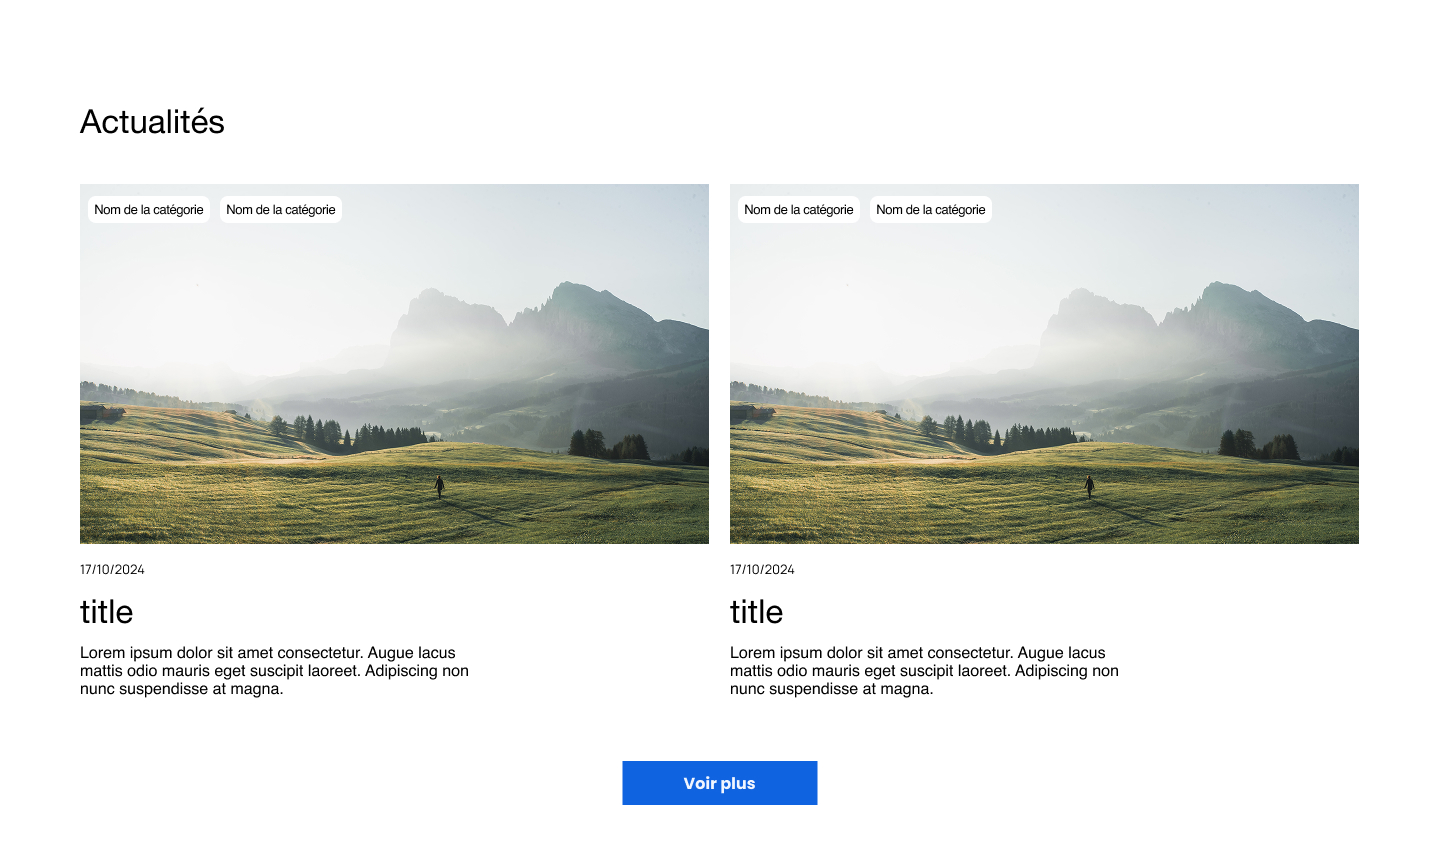 Actualités
Nom de la catégorie Nom de la catégorie
Nom de la catégorie Nom de la catégorie
17/10/2024
title
Lorem ipsum dolor sit amet consectetur. Augue lacus
mattis odio mauris eget suscipit laoreet. Adipiscing non
nunc suspendisse at magna.
17/10/2024
title
Lorem ipsum dolor sit amet consectetur. Augue lacus
mattis odio mauris eget suscipit laoreet. Adipiscing non
nunc suspendisse at magna.
Voir plus